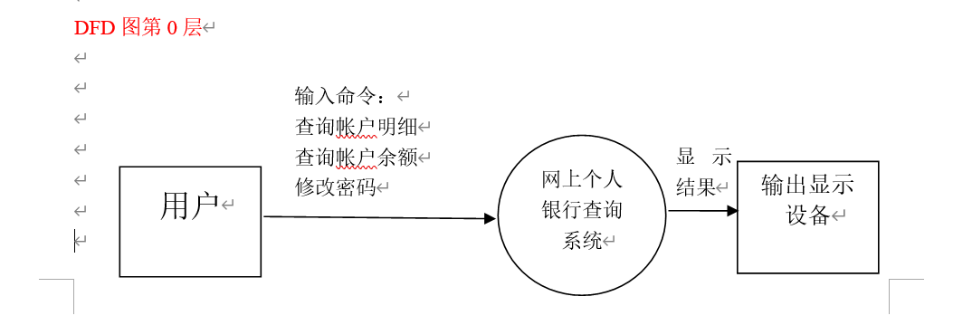 DFD 图第 0 层
输入命令：
查询帐户明细
查询帐户余额
修改密码
用户
网上个人
银行查询
系统
显 示
结果
输出显示
设备